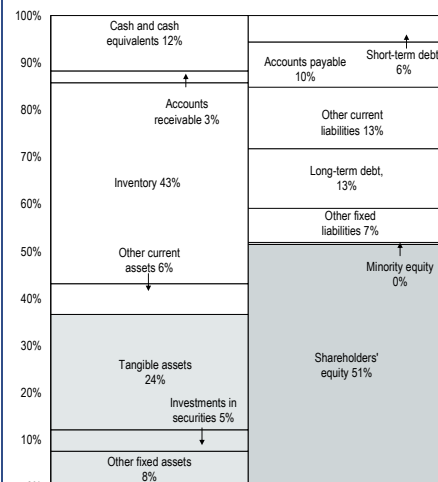 100%
90%
80%
70%
60%
50%
40%
30%
20%
10%
Cash and cash
equivalents 12%
Accounts
receivable 3%
Inventory 43%
Other current
assets 6%
Tangible assets
24%
Investments in
securities 5%
Other fixed assets
8%
Short-term debt
6%
Accounts payable
10%
Other current
liabilities 13%
Long-term debt,
13%
Other fixed
liabilities 7%
Minority equity
0%
Shareholders'
equity 51%